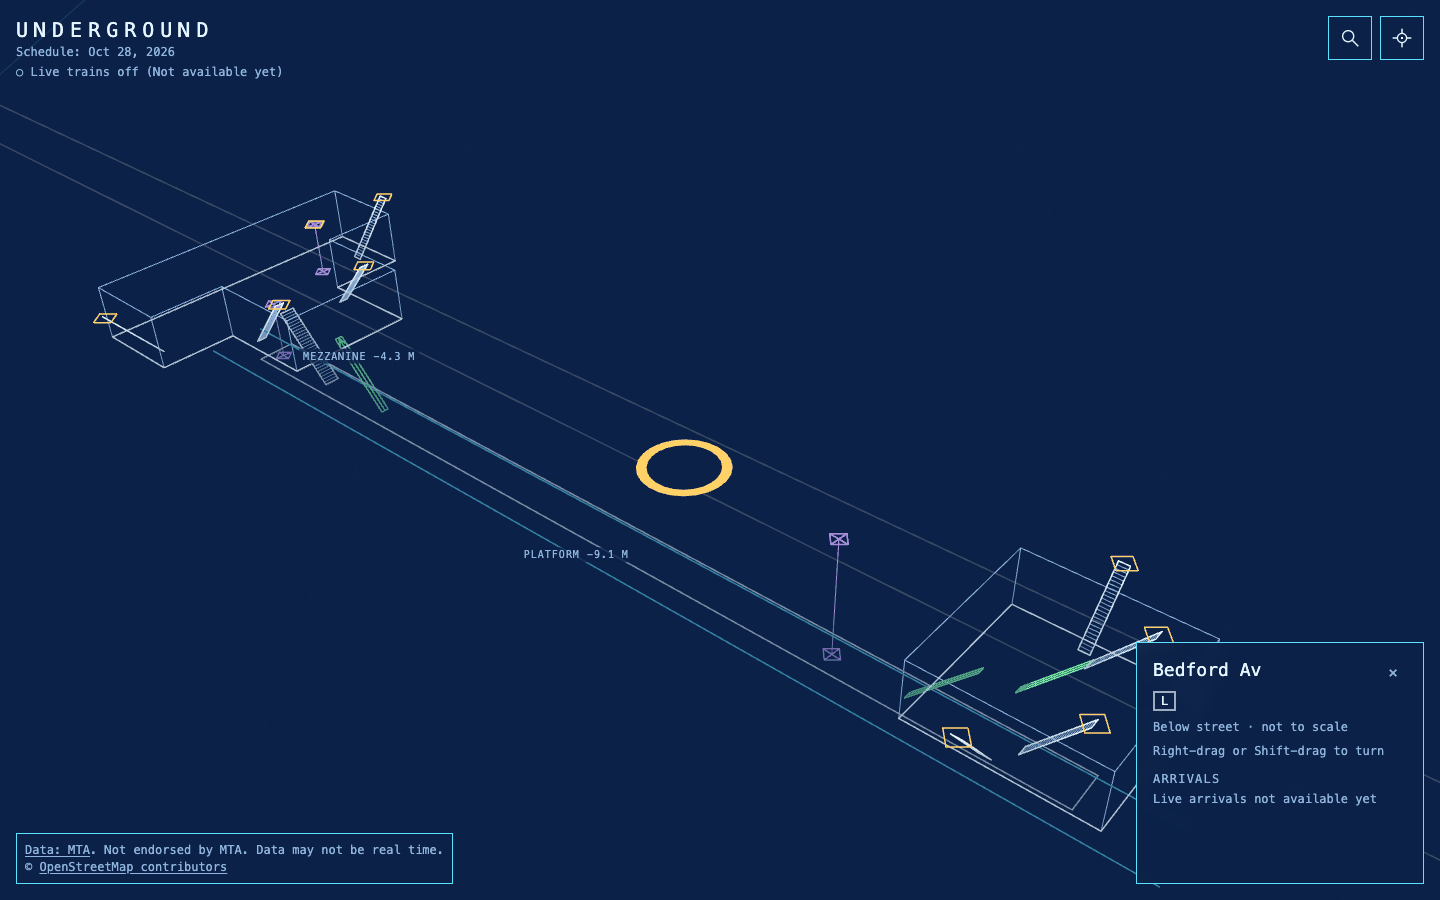 UNDERGROUND
Schedule: Oct 28, 2026
Live trains off (Not available yet)
MEZZANINE −4.3 M
PLATFORM −9.1 M
Bedford Av
×
L
Below street · not to scale
Right-drag or Shift-drag to turn
ARRIVALS
Live arrivals not available yet
Data: MTA. Not endorsed by MTA. Data may not be real time.
© OpenStreetMap contributors